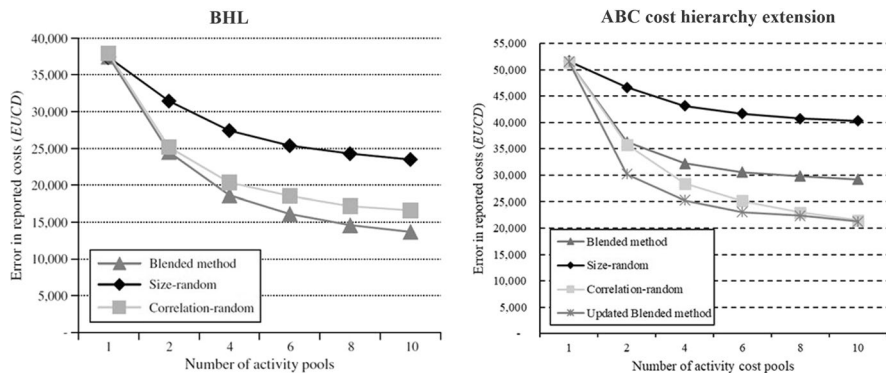 BHL
40,000
35,000
30,000
25,000
20,000
15,000
10,000
5,000
-
Error in reported costs (EUCD)
Blended method
Size-random
Correlation-random
1 2 4 6 8 10
Number of activity pools
ABC cost hierarchy extension
55,000
50,000
45,000
40,000
35,000
30,000
25,000
20,000
15,000
10,000
5,000
-
Error in reported costs (EUCD)
Blended method
Size-random
Correlation-random
Updated Blended method
1 2 4 6 8 10
Number of activity cost pools